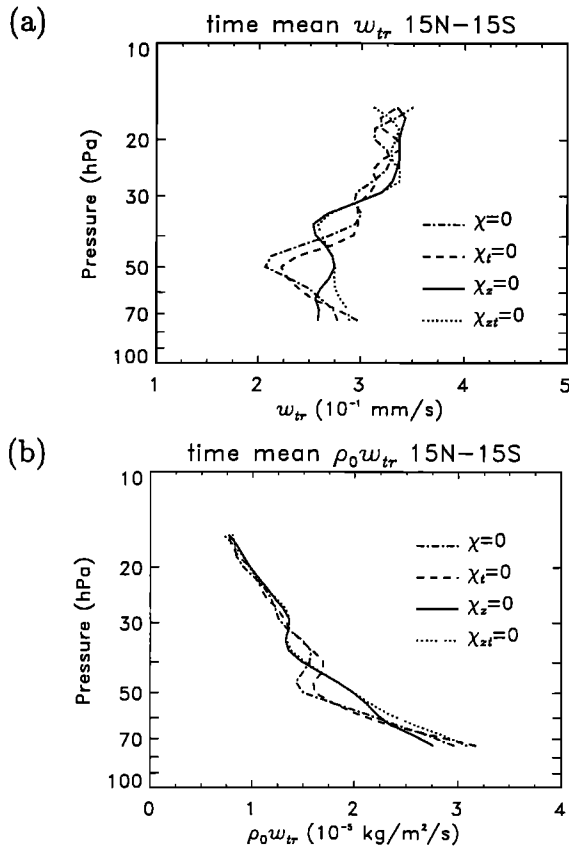 (a)
time mean w_tr 15N−15S
10
20
30
50
70
100
Pressure (hPa)
χ=0
χ_t=0
χ_z=0
χ_zt=0
1 2 3 4 5
w_tr (10⁻¹ mm/s)
(b)
time mean ρ₀w_tr 15N−15S
10
20
30
50
70
100
Pressure (hPa)
χ=0
χ_t=0
χ_z=0
χ_zt=0
0 1 2 3 4
ρ₀w_tr (10⁻⁵ kg/m²/s)